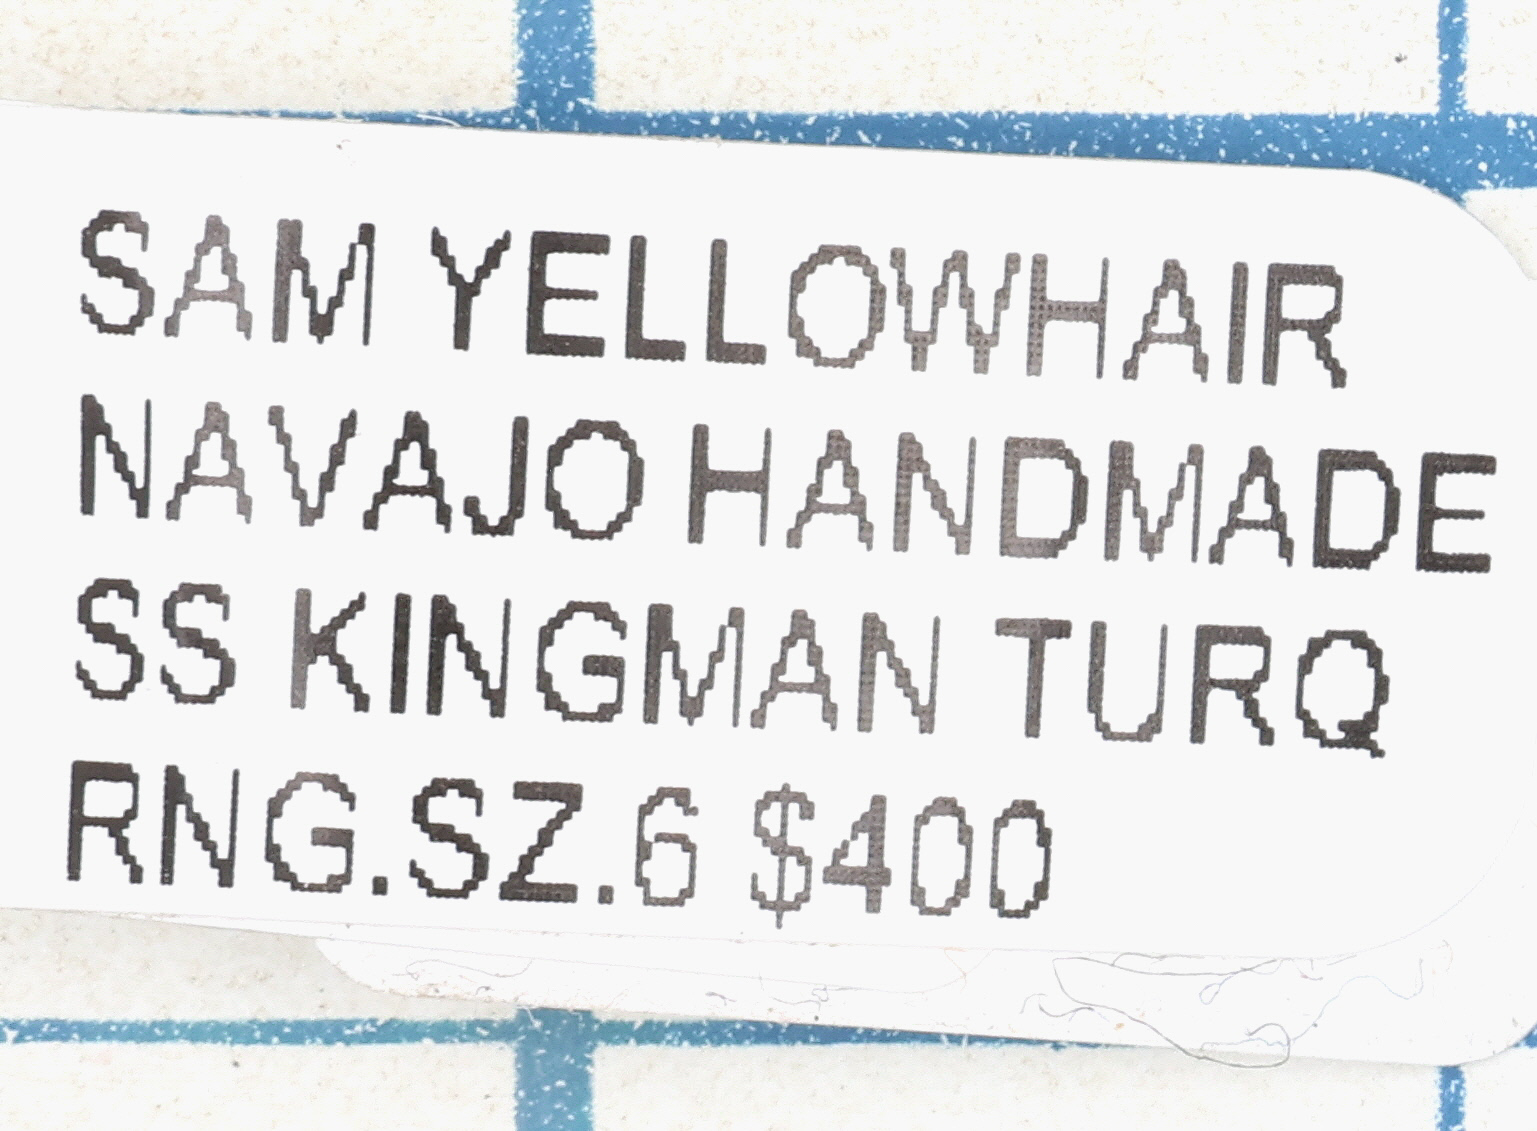 SAM YELLOWHAIR
NAVAJO HANDMADE
SS KINGMAN TURQ
RNG.SZ.6 $400